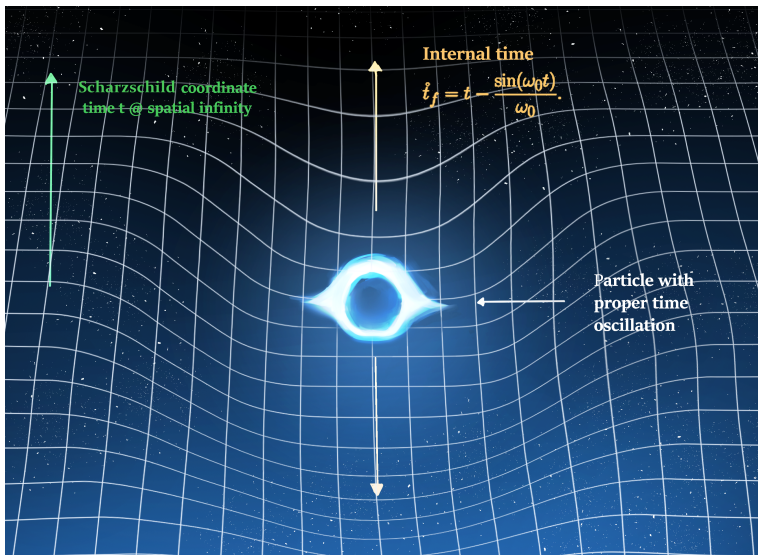 Scharzschild coordinate
time t @ spatial infinity
Internal time
t̂_f = t − sin(ω₀t)/ω₀.
Particle with
proper time
oscillation